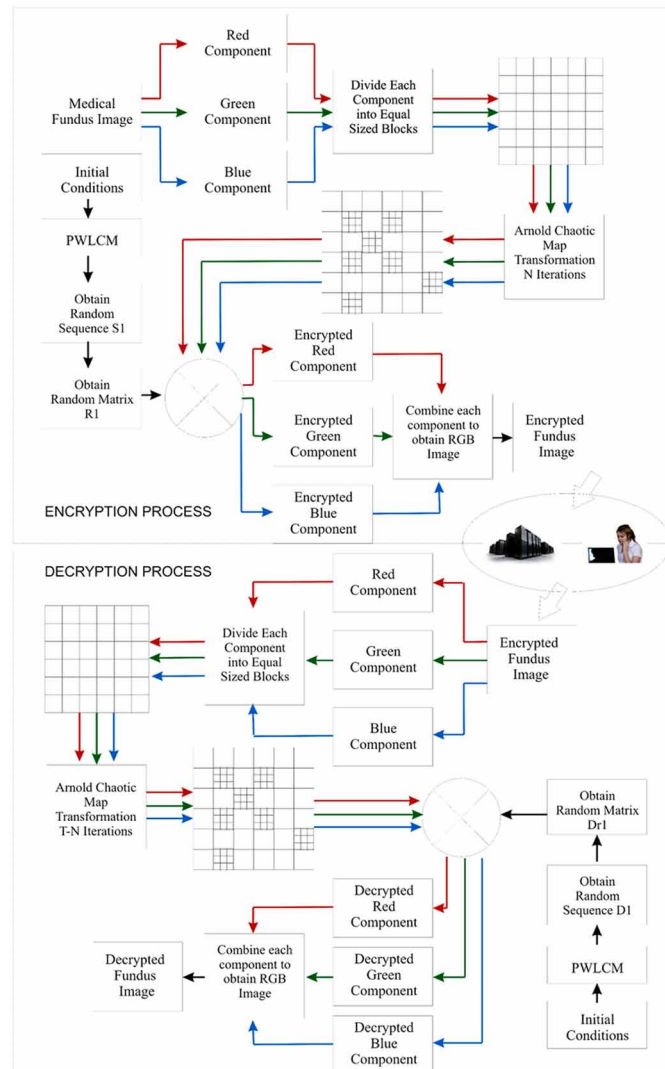 Red
Component
Medical
Fundus Image
Green
Component
Blue
Component
Divide Each
Component
into Equal
Sized Blocks
Initial
Conditions
PWLCM
Obtain
Random
Sequence S1
Obtain
Random Matrix
R1
Arnold Chaotic
Map
Transformation
N Iterations
Encrypted
Red
Component
Encrypted
Green
Component
Encrypted
Blue
Component
Combine each
component to
obtain RGB
Image
Encrypted
Fundus
Image
ENCRYPTION PROCESS
DECRYPTION PROCESS
Red
Component
Green
Component
Blue
Component
Encrypted
Fundus
Image
Divide Each
Component
into Equal
Sized Blocks
Arnold Chaotic
Map
Transformation
T-N Iterations
Obtain
Random Matrix
Dr1
Obtain
Random
Sequence D1
PWLCM
Initial
Conditions
Decrypted
Red
Component
Decrypted
Green
Component
Decrypted
Blue
Component
Combine each
component to
obtain RGB
Image
Decrypted
Fundus
Image